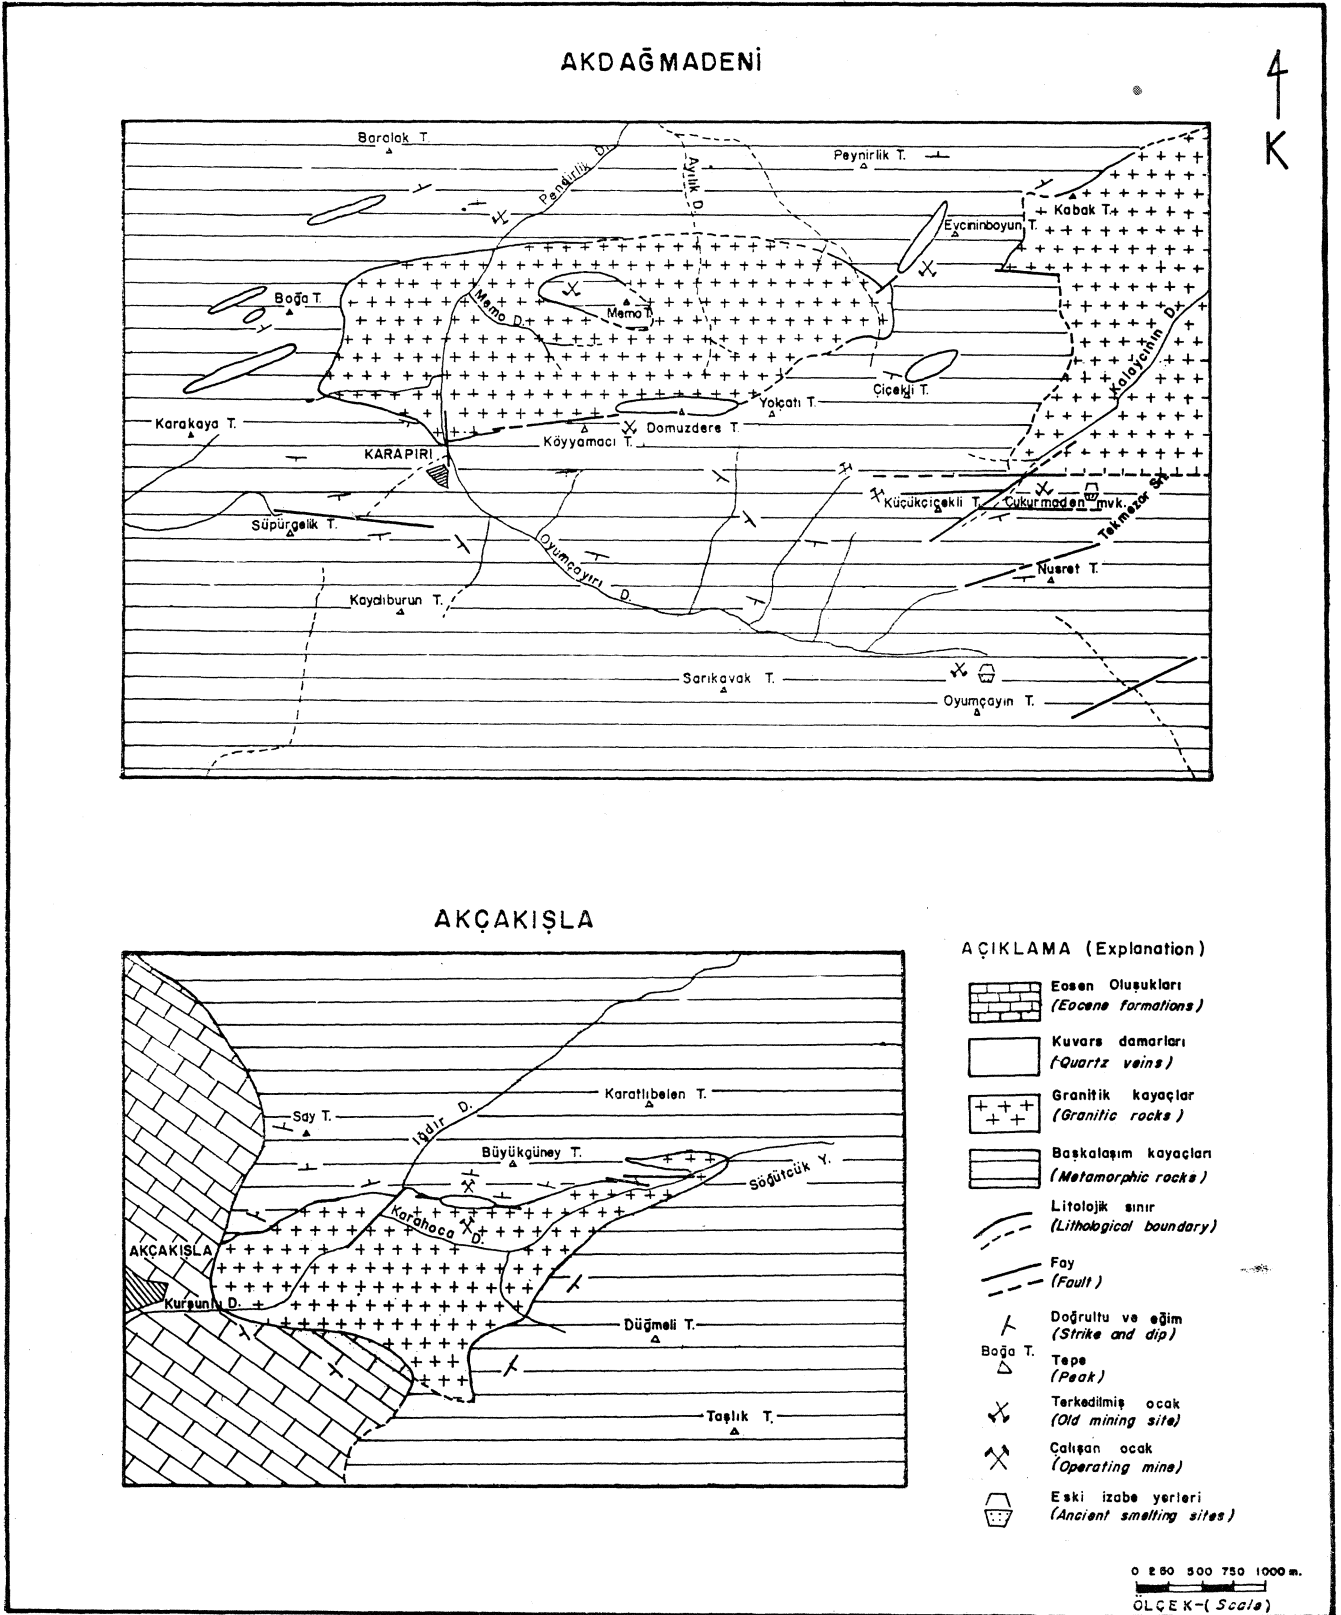 AKDAĞMADENİ
K
Baralak T.
Pendirlik D.
Ayılık D.
Peynirlik T.
Kabak T.
Evcininboyun T.
Boğa T.
Memo D.
Memo T.
Kalaycının D.
Çiçekli T.
Yolçatı T.
Karakaya T.
Domuzdere T.
Köyyamacı T.
KARAPIRI
Küçükçiçekli T.
Çukurmaden mvk.
Tekmezar Srt.
Süpürgelik T.
Oyumçayırı D.
Nusret T.
Kaydıburun T.
Sarıkavak T.
Oyumçayın T.
AKÇAKIŞLA
Say T.
Iğdır D.
Karatlıbelen T.
Büyükgüney T.
Söğütcük Y.
Karahoca D.
AKÇAKIŞLA
Kurşunlu D.
Düğmeli T.
Taşlık T.
AÇIKLAMA (Explanation)
Eosen Oluşukları
(Eocene formations)
Kuvars damarları
(Quartz veins)
Granitik kayaçlar
(Granitic rocks)
Başkalaşım kayaçları
(Metamorphic rocks)
Litolojik sınır
(Lithological boundary)
Fay
(Fault)
Doğrultu ve eğim
(Strike and dip)
Boğa T.
Tepe
(Peak)
Terkedilmiş ocak
(Old mining site)
Çalışan ocak
(Operating mine)
Eski izabe yerleri
(Ancient smelting sites)
0 250 500 750 1000 m.
ÖLÇEK-(Scale)